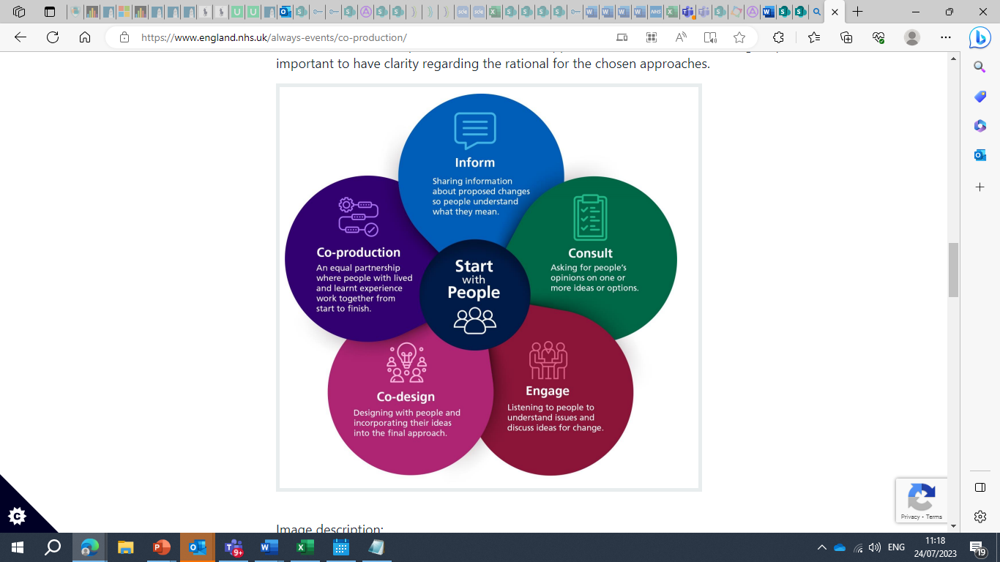 https://www.england.nhs.uk/always-events/co-production/
important to have clarity regarding the rational for the chosen approaches.
Inform
Sharing information
about proposed changes
so people understand
what they mean.
Consult
Asking for people's
opinions on one or
more ideas or options.
Engage
Listening to people to
understand issues and
discuss ideas for change.
Co-design
Designing with people and
incorporating their ideas
into the final approach.
Co-production
An equal partnership
where people with lived
and learnt experience
work together from
start to finish.
Start
with
People
Image description:
Privacy - Terms
9+
ENG
11:18
24/07/2023
19